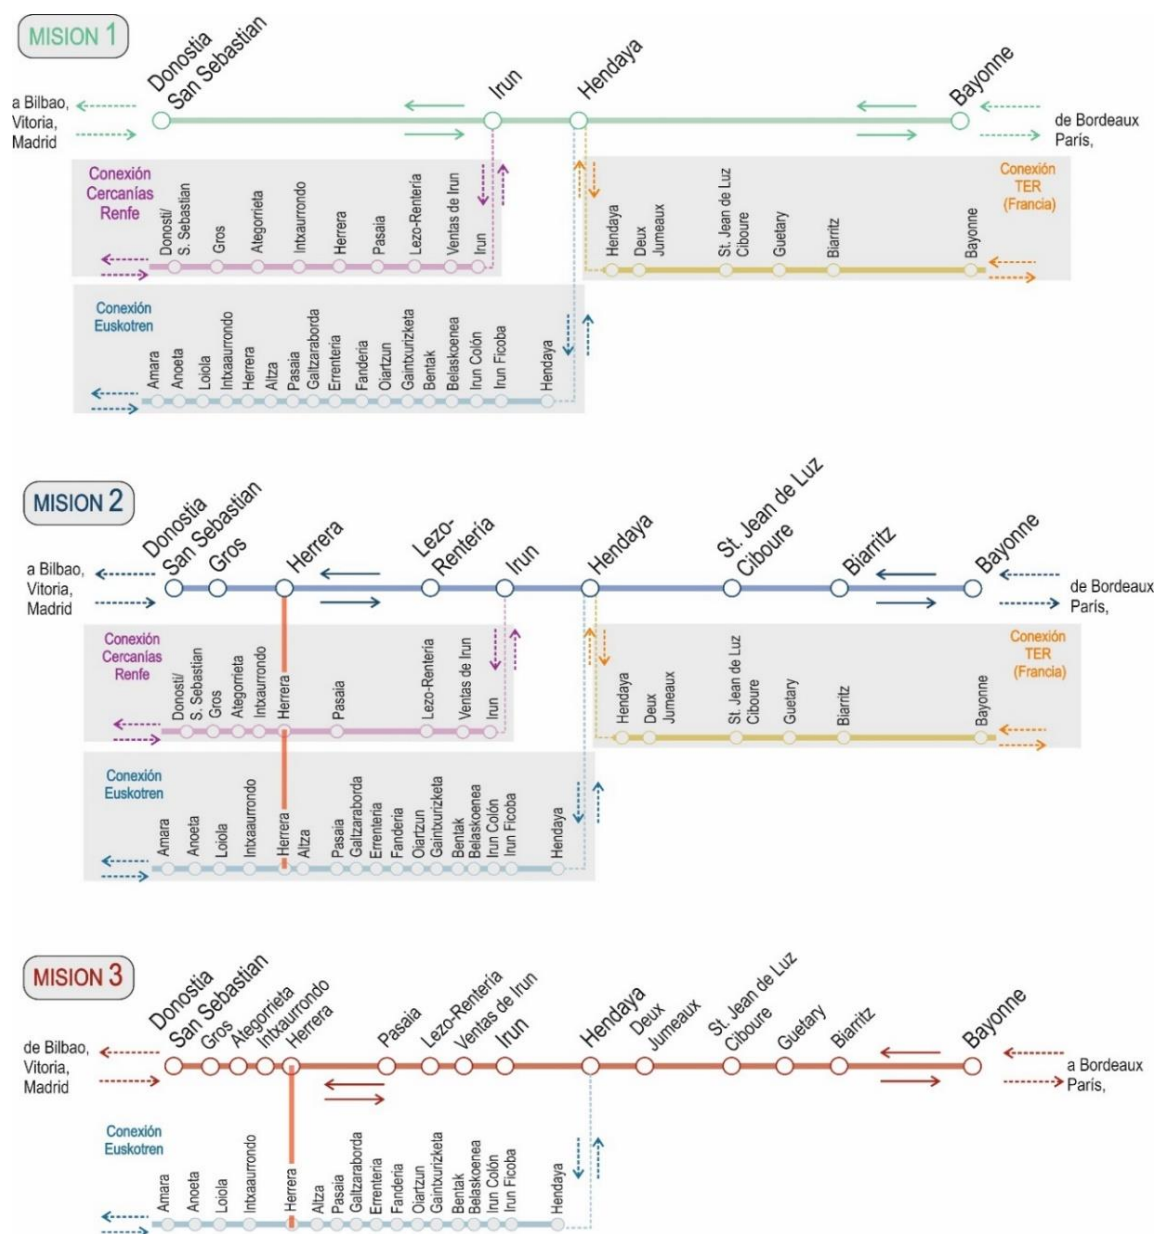 MISION 1
Donostia
San Sebastian
Irun
Hendaya
Bayonne
a Bilbao,
Vitoria,
Madrid
de Bordeaux
París,
Conexión
Cercanías
Renfe
Donosti/
S. Sebastian
Gros
Ategorrieta
Intxaurrondo
Herrera
Pasaia
Lezo-Rentería
Ventas de Irun
Irun
Conexión
TER
(Francia)
Hendaya
Deux
Jumeaux
St. Jean de Luz
Ciboure
Guetary
Biarritz
Bayonne
Conexión
Euskotren
Amara
Anoeta
Loiola
Intxaaurrondo
Herrera
Altza
Pasaia
Galtzaraborda
Errenteria
Fanderia
Oiartzun
Gaintxurizketa
Bentak
Belaskoenea
Irun Colón
Irun Ficoba
Hendaya
MISION 2
Donostia
San Sebastian
Gros
Herrera
Lezo-
Rentería
Irun
Hendaya
St. Jean de Luz
Ciboure
Biarritz
Bayonne
a Bilbao,
Vitoria,
Madrid
de Bordeaux
París,
Conexión
Cercanías
Renfe
Donosti/
S. Sebastian
Gros
Ategorrieta
Intxaurrondo
Herrera
Pasaia
Lezo-Rentería
Ventas de Irun
Irun
Conexión
TER
(Francia)
Hendaya
Deux
Jumeaux
St. Jean de Luz
Ciboure
Guetary
Biarritz
Bayonne
Conexión
Euskotren
Amara
Anoeta
Loiola
Intxaaurrondo
Herrera
Altza
Pasaia
Galtzaraborda
Errenteria
Fanderia
Oiartzun
Gaintxurizketa
Bentak
Belaskoenea
Irun Colón
Irun Ficoba
Hendaya
MISION 3
Donostia
San Sebastian
Gros
Ategorrieta
Intxaurrondo
Herrera
Pasaia
Lezo-Rentería
Ventas de Irun
Irun
Hendaya
Deux
Jumeaux
St. Jean de Luz
Ciboure
Guetary
Biarritz
Bayonne
de Bilbao,
Vitoria,
Madrid
a Bordeaux
París,
Conexión
Euskotren
Amara
Anoeta
Loiola
Intxaaurrondo
Herrera
Altza
Pasaia
Galtzaraborda
Errenteria
Fanderia
Oiartzun
Gaintxurizketa
Bentak
Belaskoenea
Irun Colón
Irun Ficoba
Hendaya